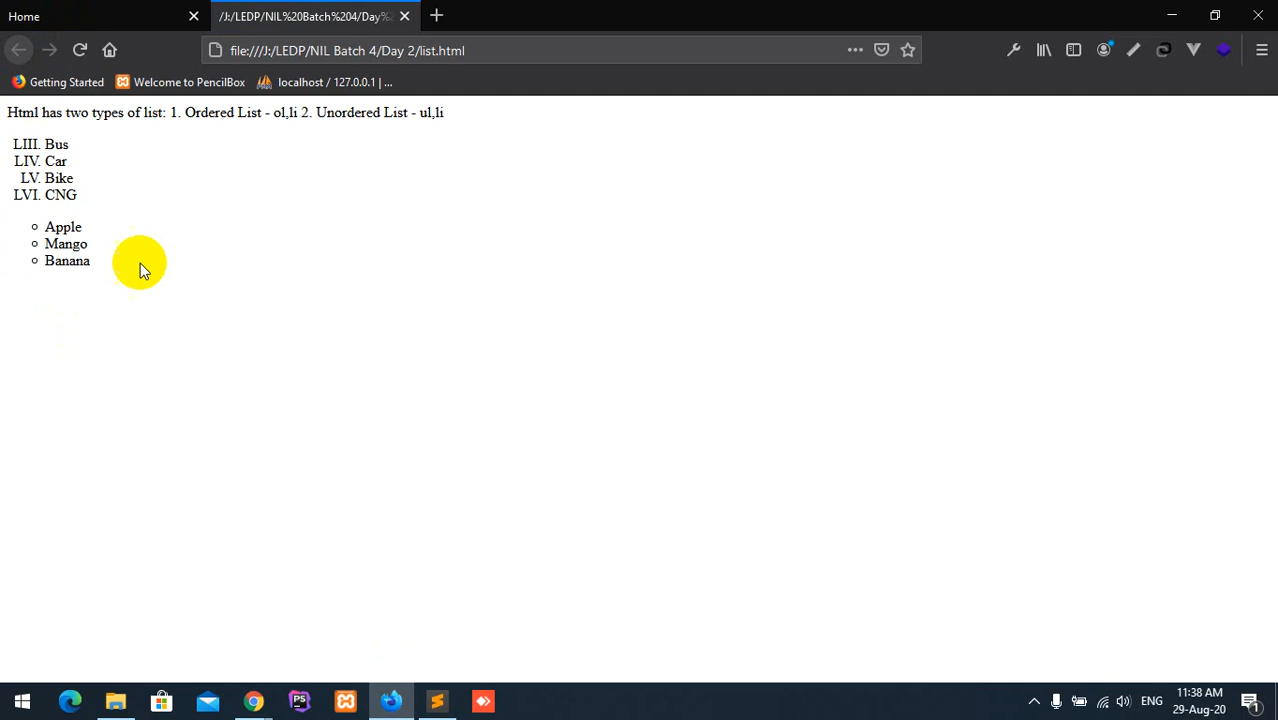 Home
//J:/LEDP/NIL%20Batch%204/Day%
file:///J:/LEDP/NIL Batch 4/Day 2/list.html
Getting Started
Welcome to PencilBox
localhost / 127.0.0.1 | ...
Html has two types of list: 1. Ordered List - ol,li 2. Unordered List - ul,li
LIII. Bus
LIV. Car
LV. Bike
LVI. CNG
Apple
Mango
Banana
PS
ENG
11:38 AM
29-Aug-20
1